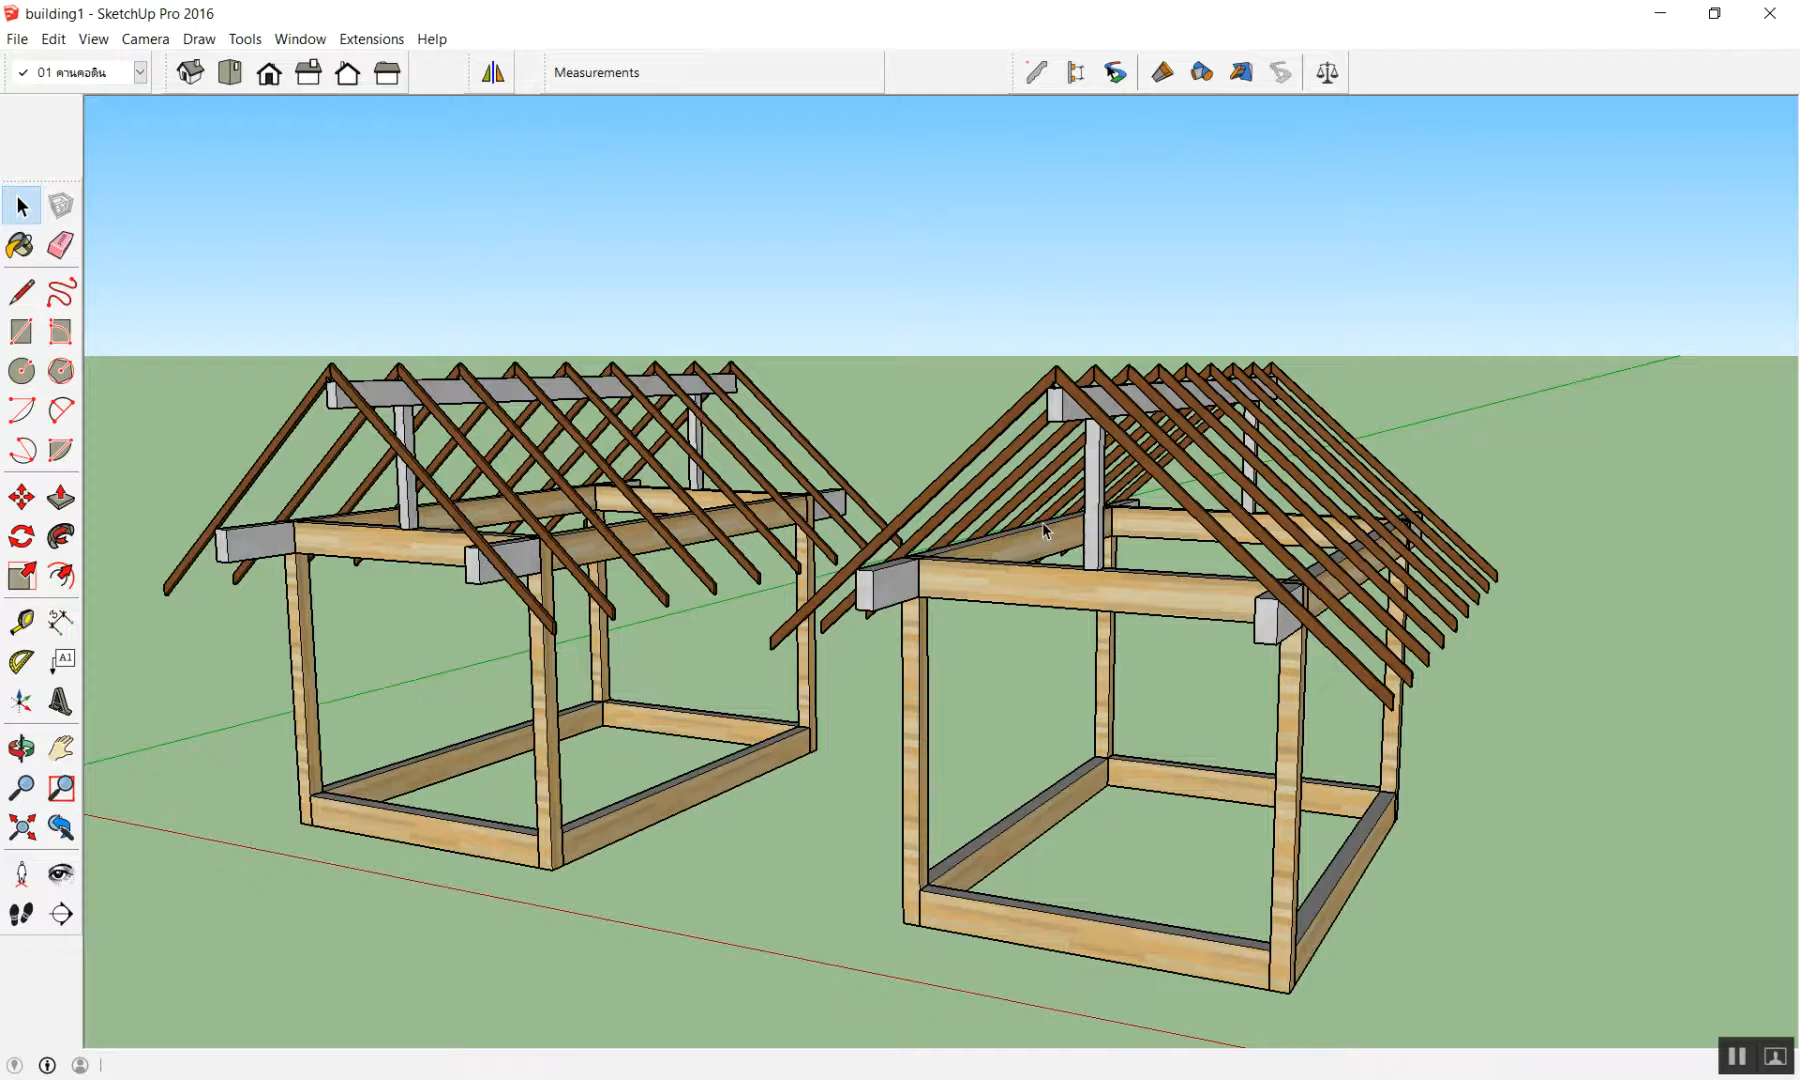 building1 - SketchUp Pro 2016
File Edit View Camera Draw Tools Window Extensions Help
01 คานคอดิน
Measurements
A1